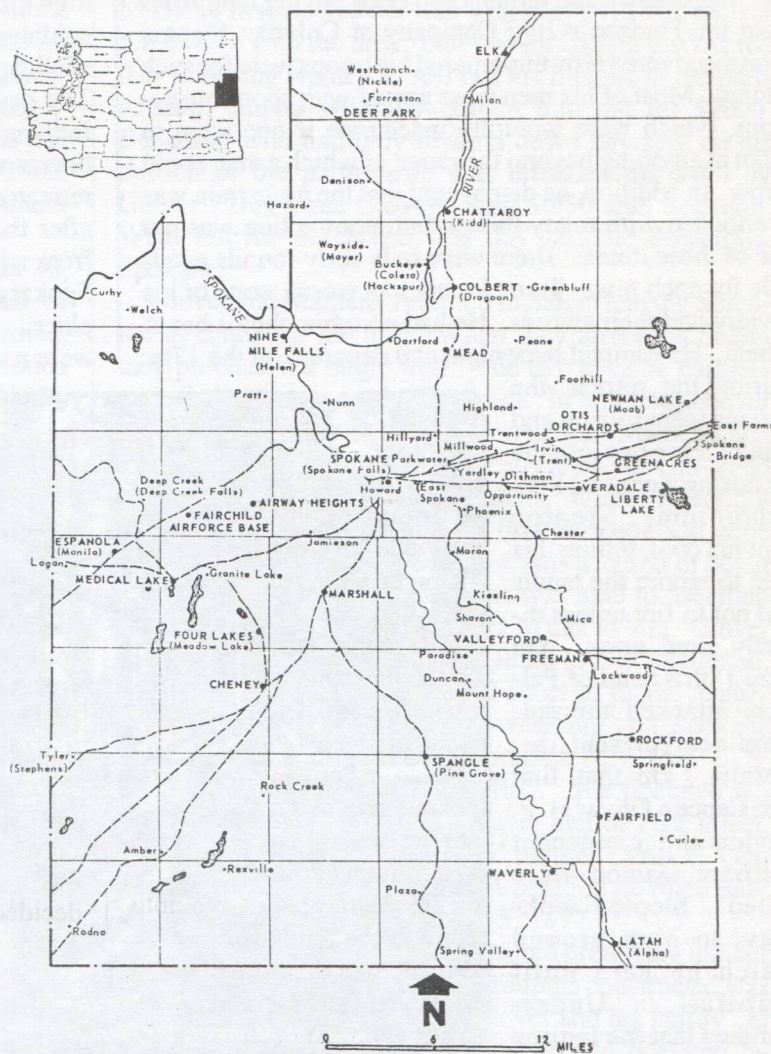 ELK
Westbranch
(Nickle)
Forreston
Milan
DEER PARK
RIVER
Denison
Hazard
CHATTAROY
(Kidd)
Wayside
(Mayer)
Buckeye
(Colero)
(Hackspur)
SPOKANE
COLBERT
(Dragoon)
Greenbluff
Curby
Welch
NINE
MILE FALLS
(Helen)
Dartford
Peone
MEAD
Foothill
Pratt
Nunn
Highland
NEWMAN LAKE
(Moab)
OTIS
ORCHARDS
Trentwood
East Farms
Hillyard
Millwood
Irvin
(Trent)
Spokane
Bridge
SPOKANE
(Spokane Falls)
Parkwater
GREENACRES
Yardley
Dishman
Deep Creek
(Deep Creek Falls)
Howard
East
Spokane
Opportunity
VERADALE
LIBERTY
LAKE
AIRWAY HEIGHTS
FAIRCHILD
AIRFORCE BASE
Phoenix
Chester
ESPANOLA
(Manila)
Jamieson
Moran
Logan
MEDICAL LAKE
Granite Lake
MARSHALL
Kiesling
Sharon
Mica
FOUR LAKES
(Meadow Lake)
VALLEYFORD
Paradise
FREEMAN
CHENEY
Duncan
Mount Hope
Lockwood
ROCKFORD
Tyler
(Stephens)
SPANGLE
(Pine Grove)
Springfield
Rock Creek
FAIRFIELD
Curlew
Amber
Raxville
WAVERLY
Plaza
Rodna
Spring Valley
LATAH
(Alpha)
N
0 6 12
MILES